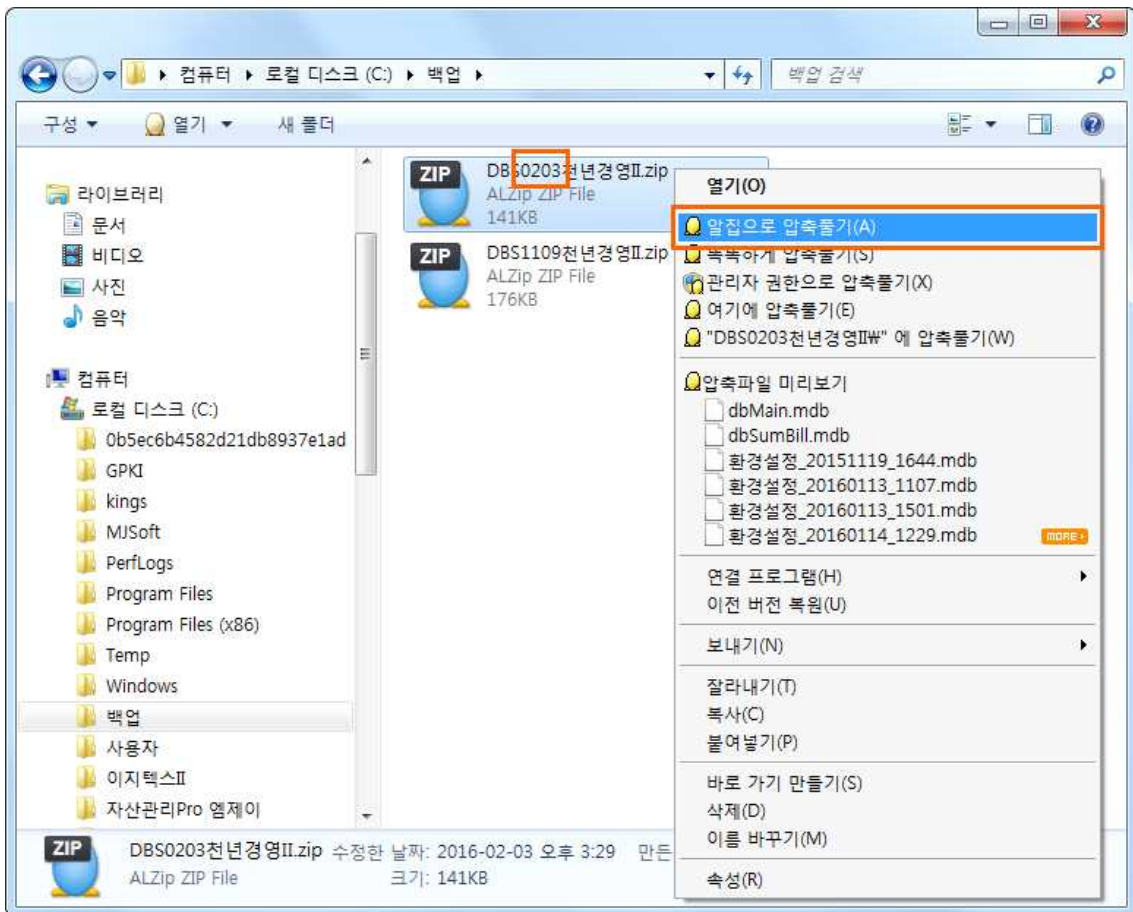 컴퓨터 ▸ 로컬 디스크 (C:) ▸ 백업 ▸
백업 검색
구성 ▼ 열기 ▼ 새 폴더
라이브러리
문서
비디오
사진
음악
컴퓨터
로컬 디스크 (C:)
0b5ec6b4582d21db8937e1ad
GPKI
kings
MJSoft
PerfLogs
Program Files
Program Files (x86)
Temp
Windows
백업
사용자
이지텍스II
자산관리Pro 엠제이
ZIP
DBS0203천년경영II.zip
ALZip ZIP File
141KB
ZIP
DBS1109천년경영II.zip
ALZip ZIP File
176KB
열기(O)
알집으로 압축풀기(A)
똑똑하게 압축풀기(S)
관리자 권한으로 압축풀기(X)
여기에 압축풀기(E)
"DBS0203천년경영II₩" 에 압축풀기(W)
압축파일 미리보기
dbMain.mdb
dbSumBill.mdb
환경설정_20151119_1644.mdb
환경설정_20160113_1107.mdb
환경설정_20160113_1501.mdb
환경설정_20160114_1229.mdb
MORE
연결 프로그램(H)
이전 버전 복원(U)
보내기(N)
잘라내기(T)
복사(C)
붙여넣기(P)
바로 가기 만들기(S)
삭제(D)
이름 바꾸기(M)
속성(R)
ZIP
DBS0203천년경영II.zip 수정한 날짜: 2016-02-03 오후 3:29 만든
ALZip ZIP File 크기: 141KB